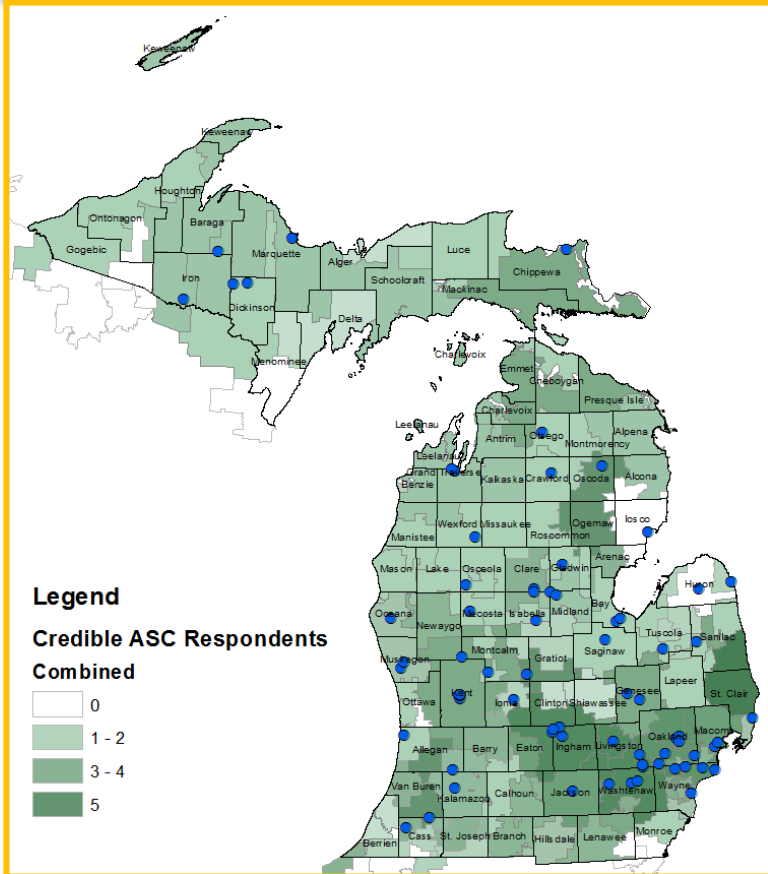 Keweenaw
Keweenaw
Houghton
Ontonagon
Baraga
Gogebic
Marquette
Luce
Alger
Chippewa
Iron
Schoolcraft
Mackinac
Dickinson
Delta
Charlevoix
Menominee
Emmet
Cheboygan
Presque Isle
Charlevoix
Leelanau
Otsego
Alpena
Antrim
Montmorency
Leelanau
Grand Traverse
Kalkaska
Crawford
Oscoda
Alcona
Benzie
Iosco
Wexford
Missaukee
Ogemaw
Manistee
Roscommon
Arenac
Mason
Lake
Osceola
Clare
Gladwin
Huron
Bay
Oceana
Mecosta
Isabella
Midland
Newaygo
Tuscola
Sanilac
Saginaw
Muskegon
Montcalm
Gratiot
Lapeer
St. Clair
Kent
Genesee
Ottawa
Ionia
Clinton
Shiawassee
Macomb
Oakland
Allegan
Barry
Eaton
Ingham
Livingston
Van Buren
Kalamazoo
Calhoun
Jackson
Washtenaw
Wayne
Cass
St. Joseph
Branch
Hillsdale
Lenawee
Monroe
Berrien
Legend
Credible ASC Respondents
Combined
0
1 - 2
3 - 4
5